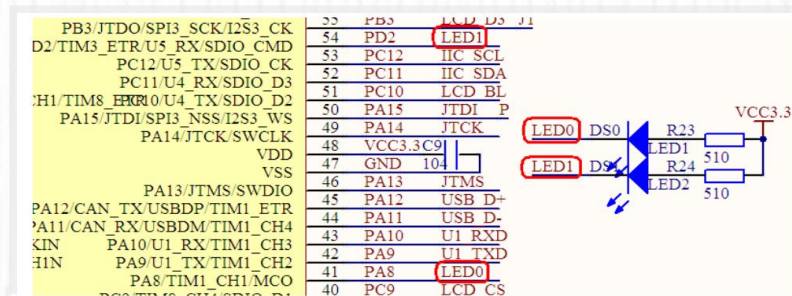 PB3/JTDO/SPI3_SCK/I2S3_CK 55 PB3 LCD_D3 J1
D2/TIM3_ETR/U5_RX/SDIO_CMD 54 PD2 LED1
PC12/U5_TX/SDIO_CK 53 PC12 IIC_SCL
PC11/U4_RX/SDIO_D3 52 PC11 IIC_SDA
51 PC10 LCD_BL
PA15/JTDI/SPI3_NSS/I2S3_WS 50 PA15 JTDI P
PA14/JTCK/SWCLK 49 PA14 JTCK
VDD 48 VCC3.3 C9
VSS 47 GND 104
PA13/JTMS/SWDIO 46 PA13 JTMS
PA12/CAN_TX/USBDP/TIM1_ETR 45 PA12 USB_D+
PA11/CAN_RX/USBDM/TIM1_CH4 44 PA11 USB_D-
KIN PA10/U1_RX/TIM1_CH3 43 PA10 U1_RXD
H1N PA9/U1_TX/TIM1_CH2 42 PA9 U1_TXD
PA8/TIM1_CH1/MCO 41 PA8 LED0
40 PC9 LCD_CS
VCC3.3
LED0 DS0 R23
LED1 510
LED1 R24
LED2 510